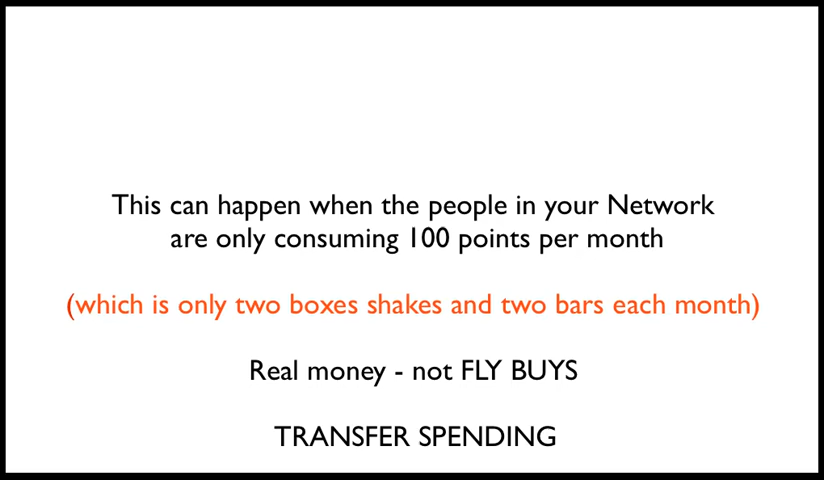 This can happen when the people in your Network
are only consuming 100 points per month
(which is only two boxes shakes and two bars each month)
Real money - not FLY BUYS
TRANSFER SPENDING